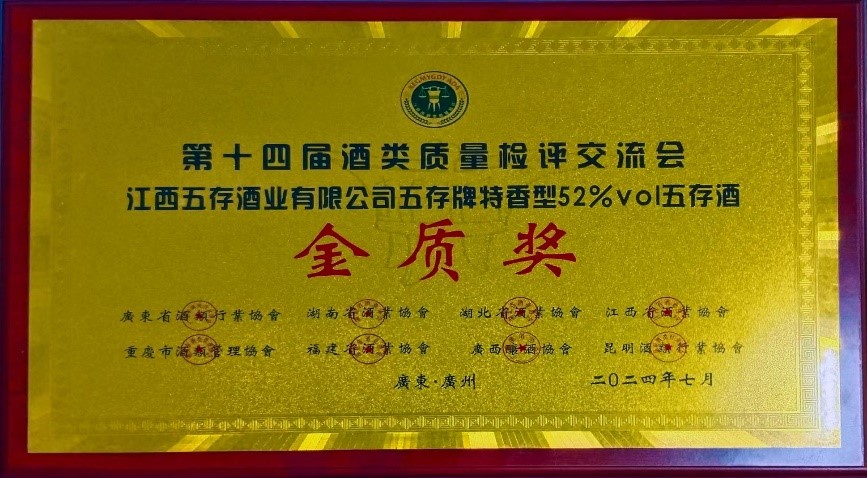 第十四届酒类质量检评交流会
江西五存酒业有限公司五存牌特香型52%vol五存酒
金质奖
廣東省酒類行業協會 湖南省酒業協會 湖北省酒業協會 江西省酒業協會
重慶市酒類管理協會 福建省酒業協會 廣西釀酒協會 昆明酒類行業協會
廣東·廣州 二〇二四年七月